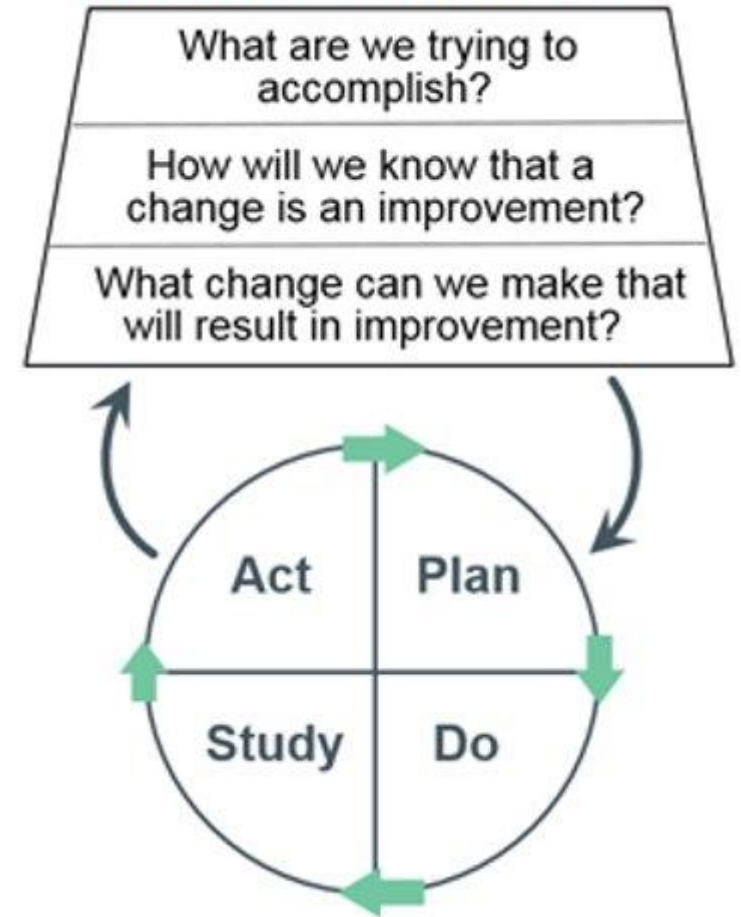 What are we trying to
accomplish?
How will we know that a
change is an improvement?
What change can we make that
will result in improvement?
Act
Plan
Study
Do